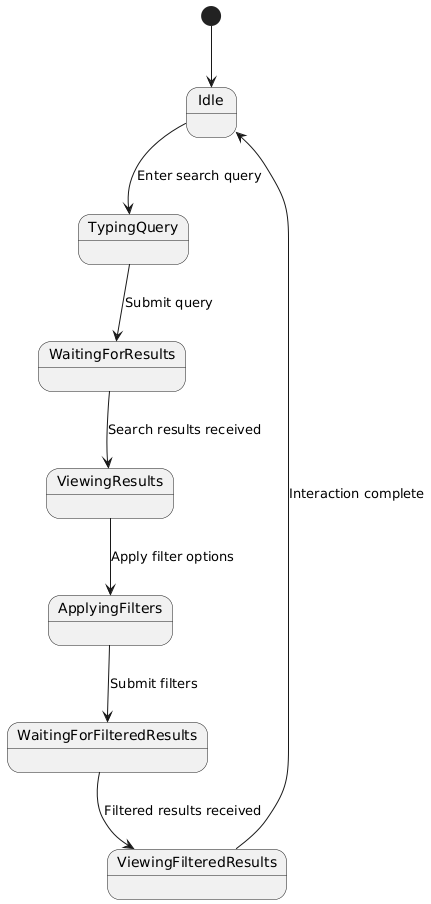 Idle
Enter search query
TypingQuery
Submit query
WaitingForResults
Search results received
ViewingResults
Apply filter options
Interaction complete
ApplyingFilters
Submit filters
WaitingForFilteredResults
Filtered results received
ViewingFilteredResults